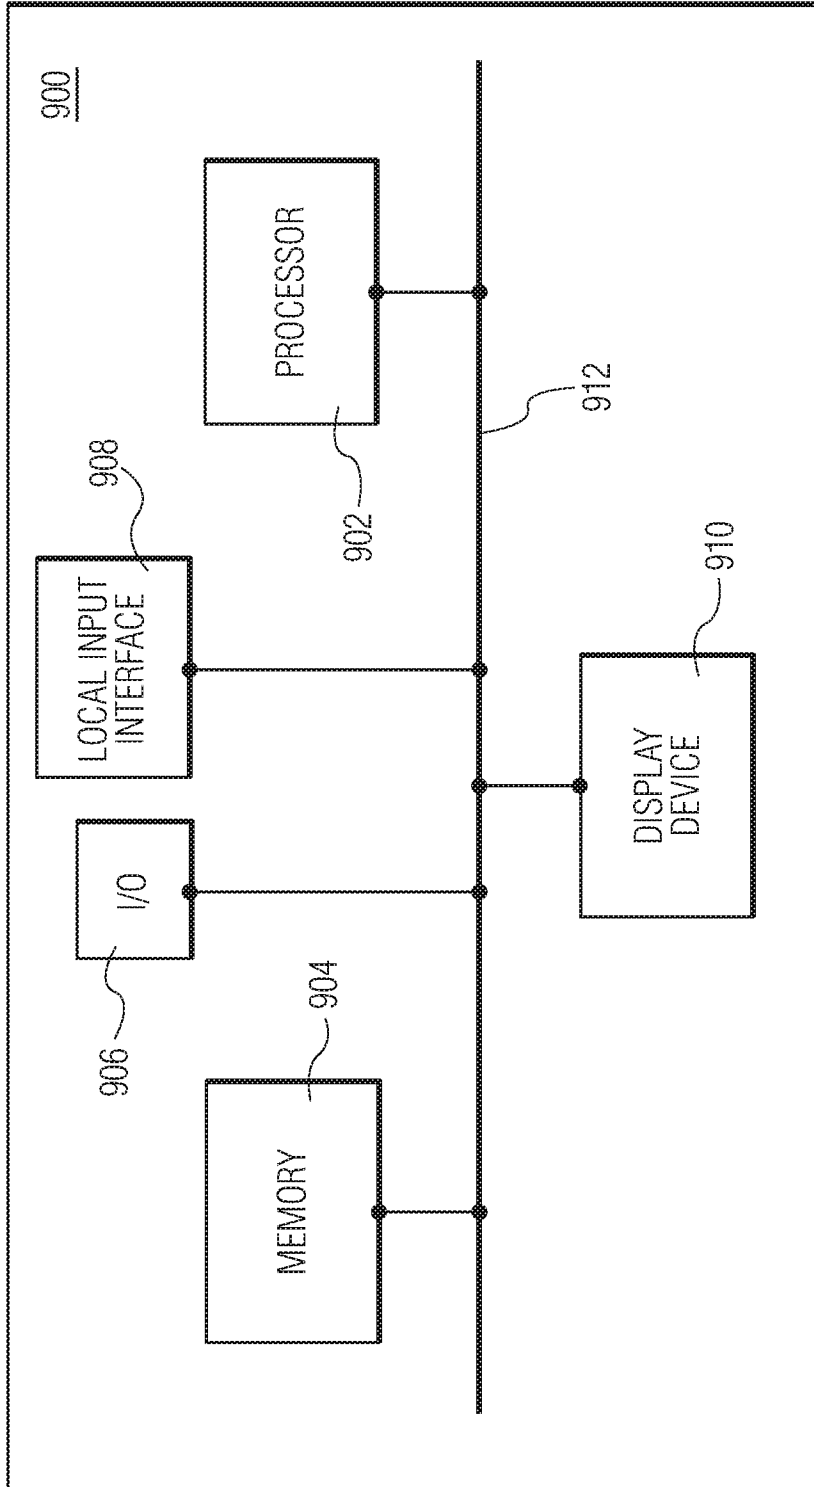 900
MEMORY
904
I/O
906
LOCAL INPUT
INTERFACE
908
PROCESSOR
902
912
DISPLAY
DEVICE
910